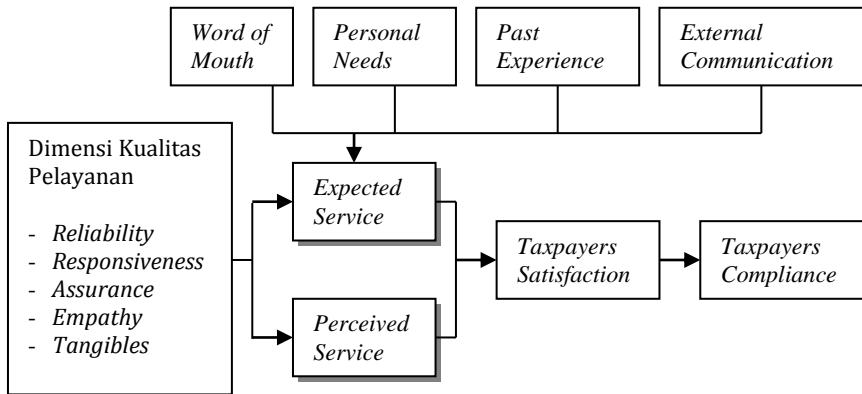 Word of
Mouth
Personal
Needs
Past
Experience
External
Communication
Dimensi Kualitas
Pelayanan
- Reliability
- Responsiveness
- Assurance
- Empathy
- Tangibles
Expected
Service
Perceived
Service
Taxpayers
Satisfaction
Taxpayers
Compliance